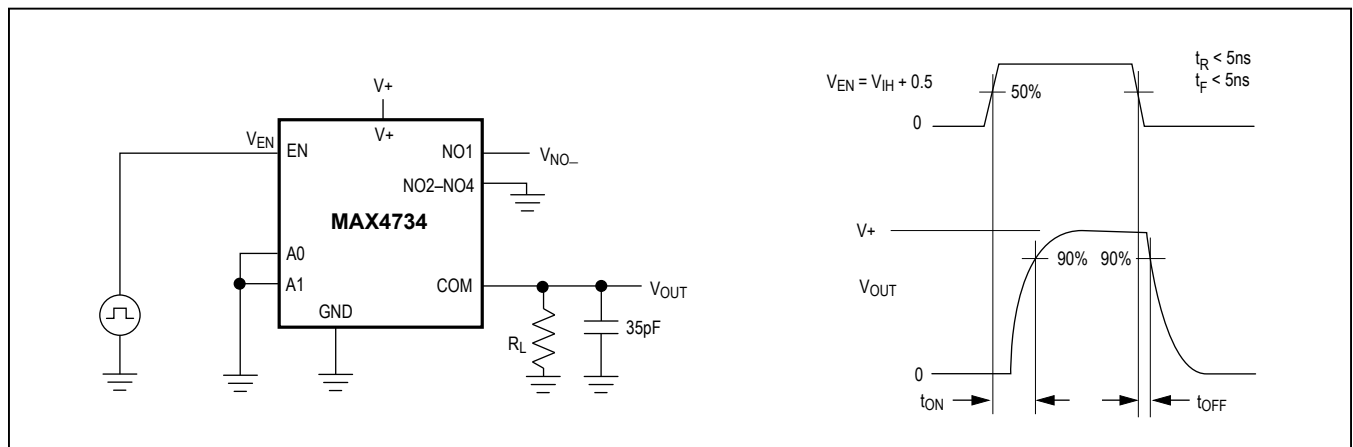 V+
V+
VEN
EN
NO1
VNO_
NO2–NO4
MAX4734
A0
A1
COM
VOUT
GND
RL
35pF
tR < 5ns
tF < 5ns
VEN = VIH + 0.5
50%
0
V+
90%
90%
VOUT
0
tON
tOFF